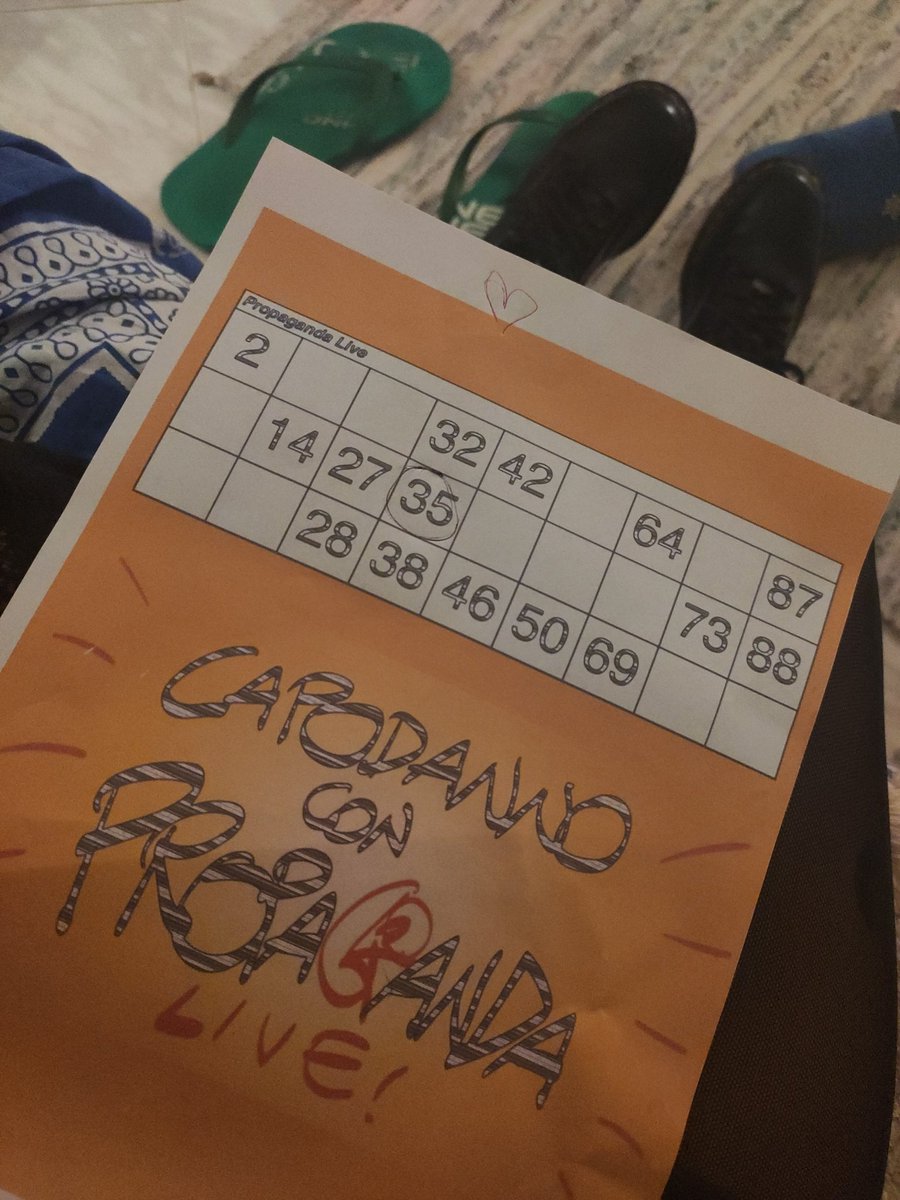 Propaganda Live
2 32 42 64 87
14 27 35 73 88
28 38 46 50 69
CAPODANNO
CON
PROPAGANDA
LIVE!